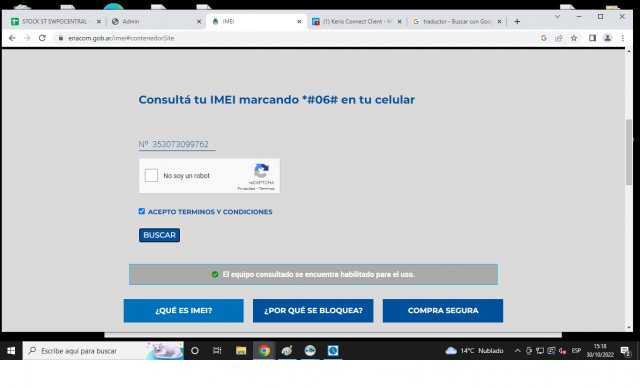 STOCK ST SWPOCENTRAL -
Admin
IMEI
(1) Kerio Connect Client - M
traductor - Buscar con Goog
enacom.gob.ar/imei#contenedorSite
Consultá tu IMEI marcando *#06# en tu celular
Nº 353073099762
No soy un robot
reCAPTCHA
Privacidad - Términos
ACEPTO TERMINOS Y CONDICIONES
BUSCAR
El equipo consultado se encuentra habilitado para el uso.
¿QUÉ ES IMEI?
¿POR QUÉ SE BLOQUEA?
COMPRA SEGURA
Escribe aquí para buscar
14°C Nublado
ESP
15:18
30/10/2022
2